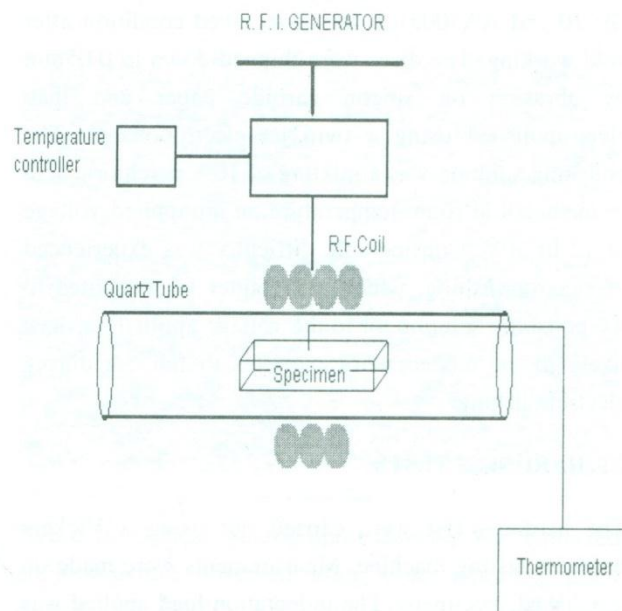 R. F. I. GENERATOR
Temperature
controller
R.F.Coil
Quartz Tube
Specimen
Thermometer